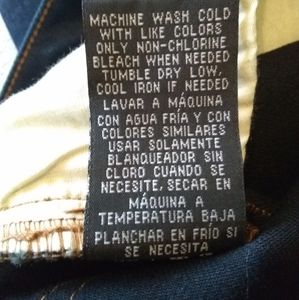 MACHINE WASH COLD
WITH LIKE COLORS
ONLY NON-CHLORINE
BLEACH WHEN NEEDED
TUMBLE DRY LOW,
COOL IRON IF NEEDED
LAVAR A MÁQUINA
CON AGUA FRÍA Y CON
COLORES SIMILARES
USAR SOLAMENTE
BLANQUEADOR SIN
CLORO CUANDO SE
NECESITE, SECAR EN
MÁQUINA A
TEMPERATURA BAJA
PLANCHAR EN FRÍO SI
SE NECESITA